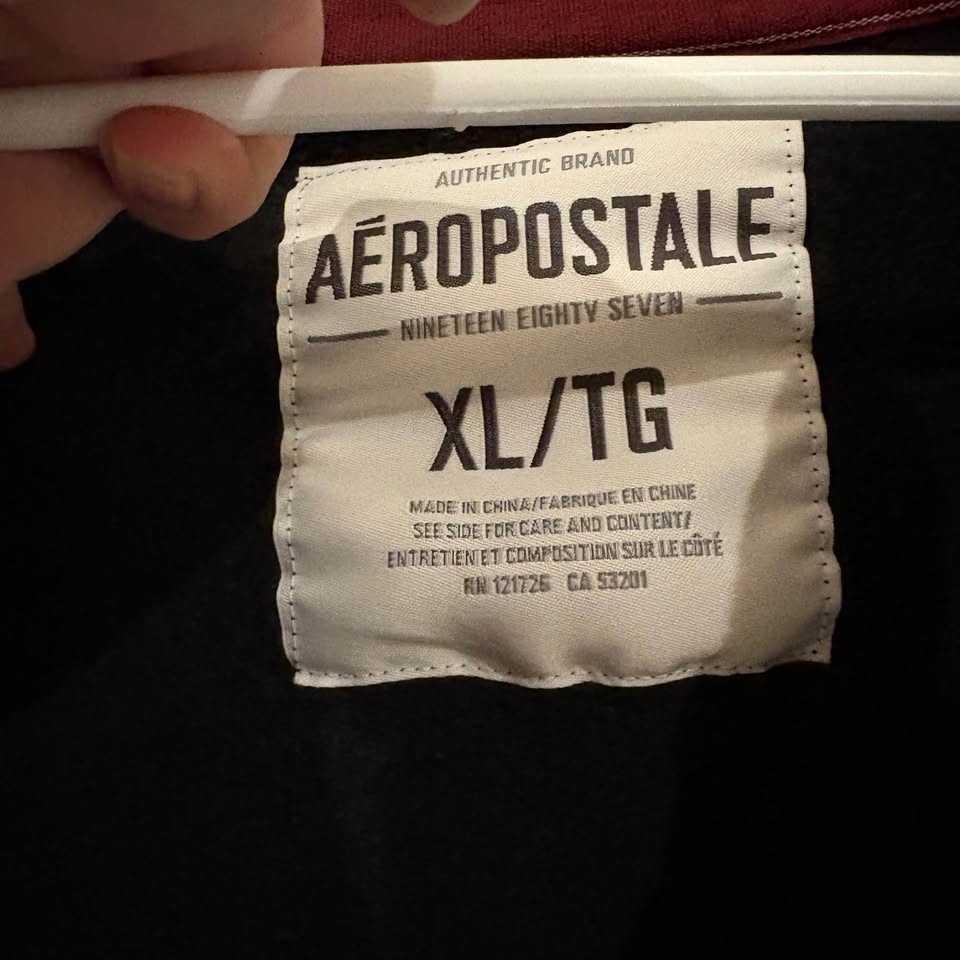 AUTHENTIC BRAND
AÉROPOSTALE
NINETEEN EIGHTY SEVEN
XL/TG
MADE IN CHINA/FABRIQUE EN CHINE
SEE SIDE FOR CARE AND CONTENT/
ENTRETIEN ET COMPOSITION SUR LE CÔTÉ
RN 121726 CA 53201